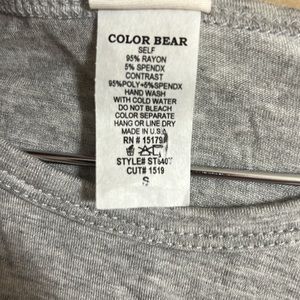 COLOR BEAR
SELF
95% RAYON
5% SPENDX
CONTRAST
95%POLY+5%SPENDX
HAND WASH
WITH COLD WATER
DO NOT BLEACH
COLOR SEPARATE
HANG OR LINE DRY
MADE IN U.S.A
RN # 15179
STYLE#
CUT# 1519
S